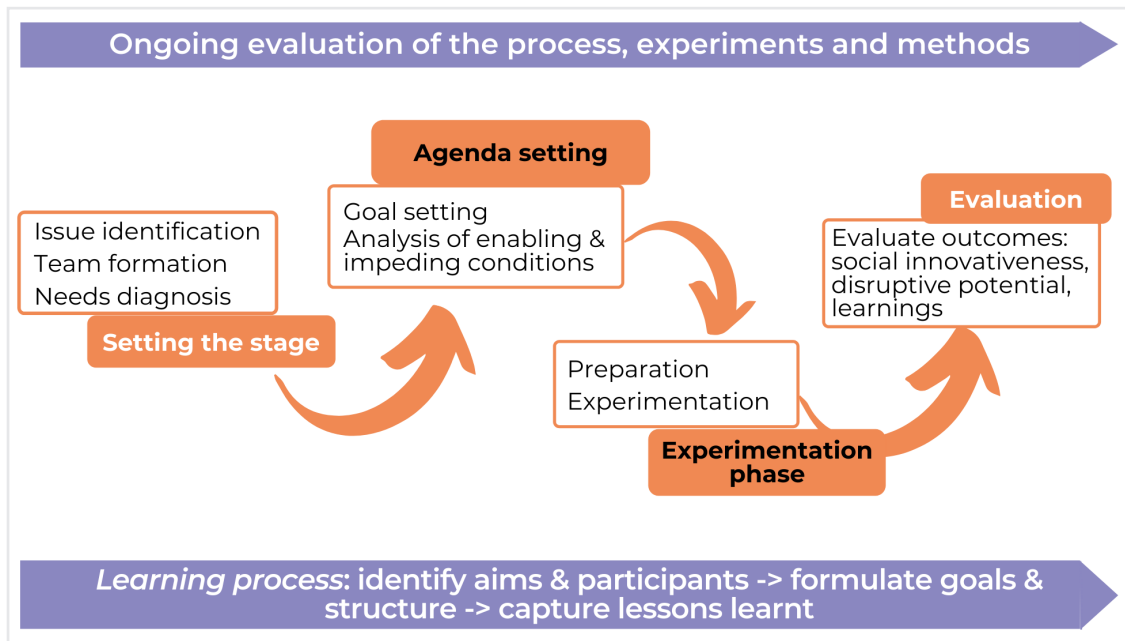 Ongoing evaluation of the process, experiments and methods
Issue identification
Team formation
Needs diagnosis
Setting the stage
Agenda setting
Goal setting
Analysis of enabling &
impeding conditions
Preparation
Experimentation
Experimentation
phase
Evaluation
Evaluate outcomes:
social innovativeness,
disruptive potential,
learnings
Learning process: identify aims & participants -> formulate goals &
structure -> capture lessons learnt